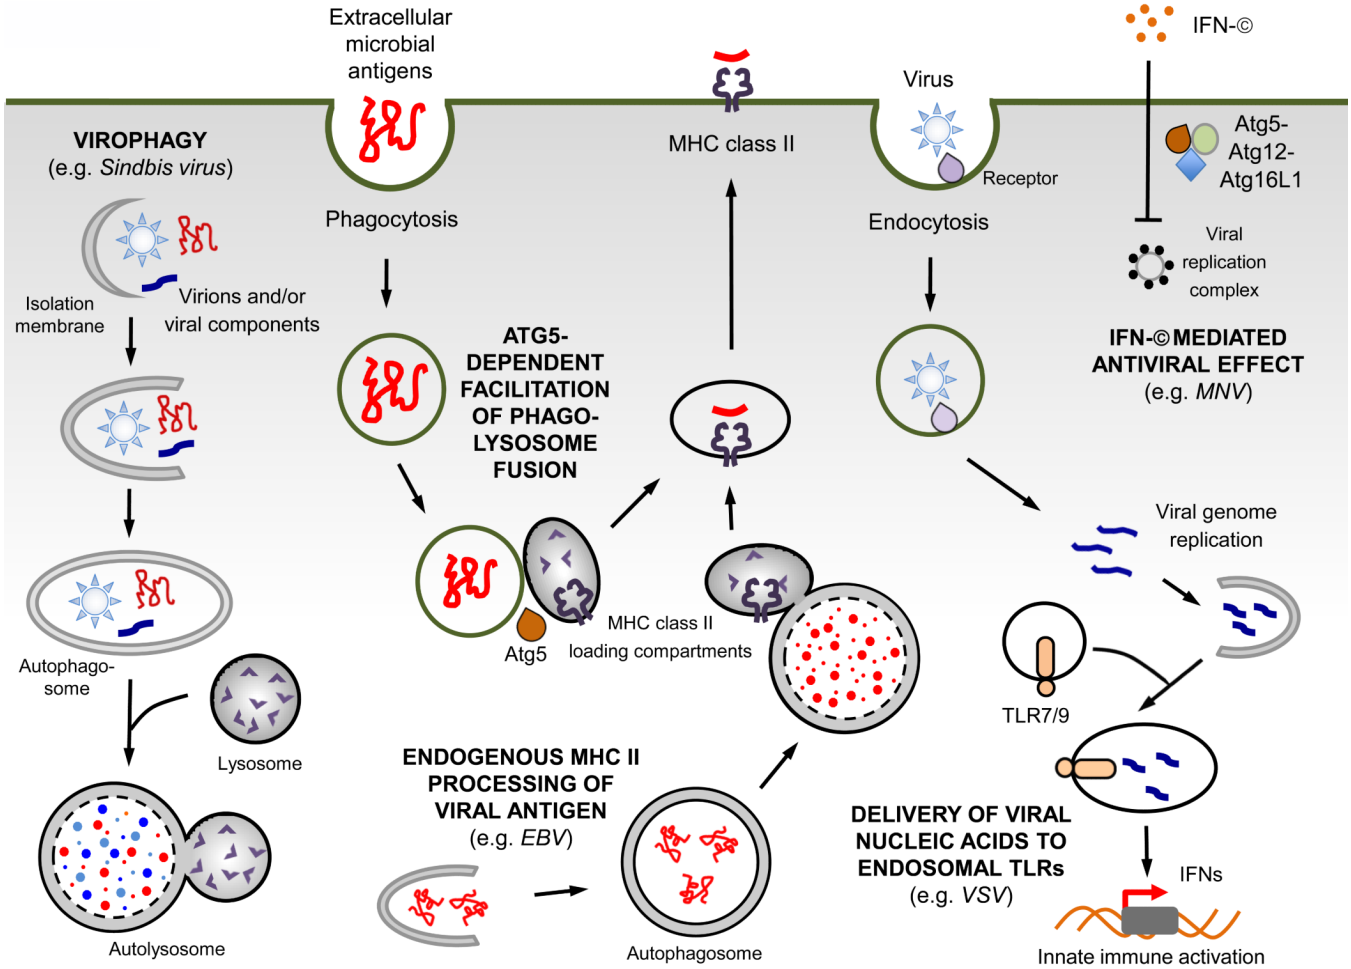 VIROPHAGY
(e.g. Sindbis virus)
Isolation
membrane
Virions and/or
viral components
Autophago-
some
Lysosome
Autolysosome
Extracellular
microbial
antigens
Phagocytosis
ATG5-
DEPENDENT
FACILITATION
OF PHAGO-
LYSOSOME
FUSION
Atg5
MHC class II
loading compartments
MHC class II
ENDOGENOUS MHC II
PROCESSING OF
VIRAL ANTIGEN
(e.g. EBV)
Autophagosome
Virus
Receptor
Endocytosis
Viral genome
replication
TLR7/9
DELIVERY OF VIRAL
NUCLEIC ACIDS TO
ENDOSOMAL TLRs
(e.g. VSV)
IFNs
Innate immune activation
IFN-©
Atg5-
Atg12-
Atg16L1
Viral
replication
complex
IFN-© MEDIATED
ANTIVIRAL EFFECT
(e.g. MNV)